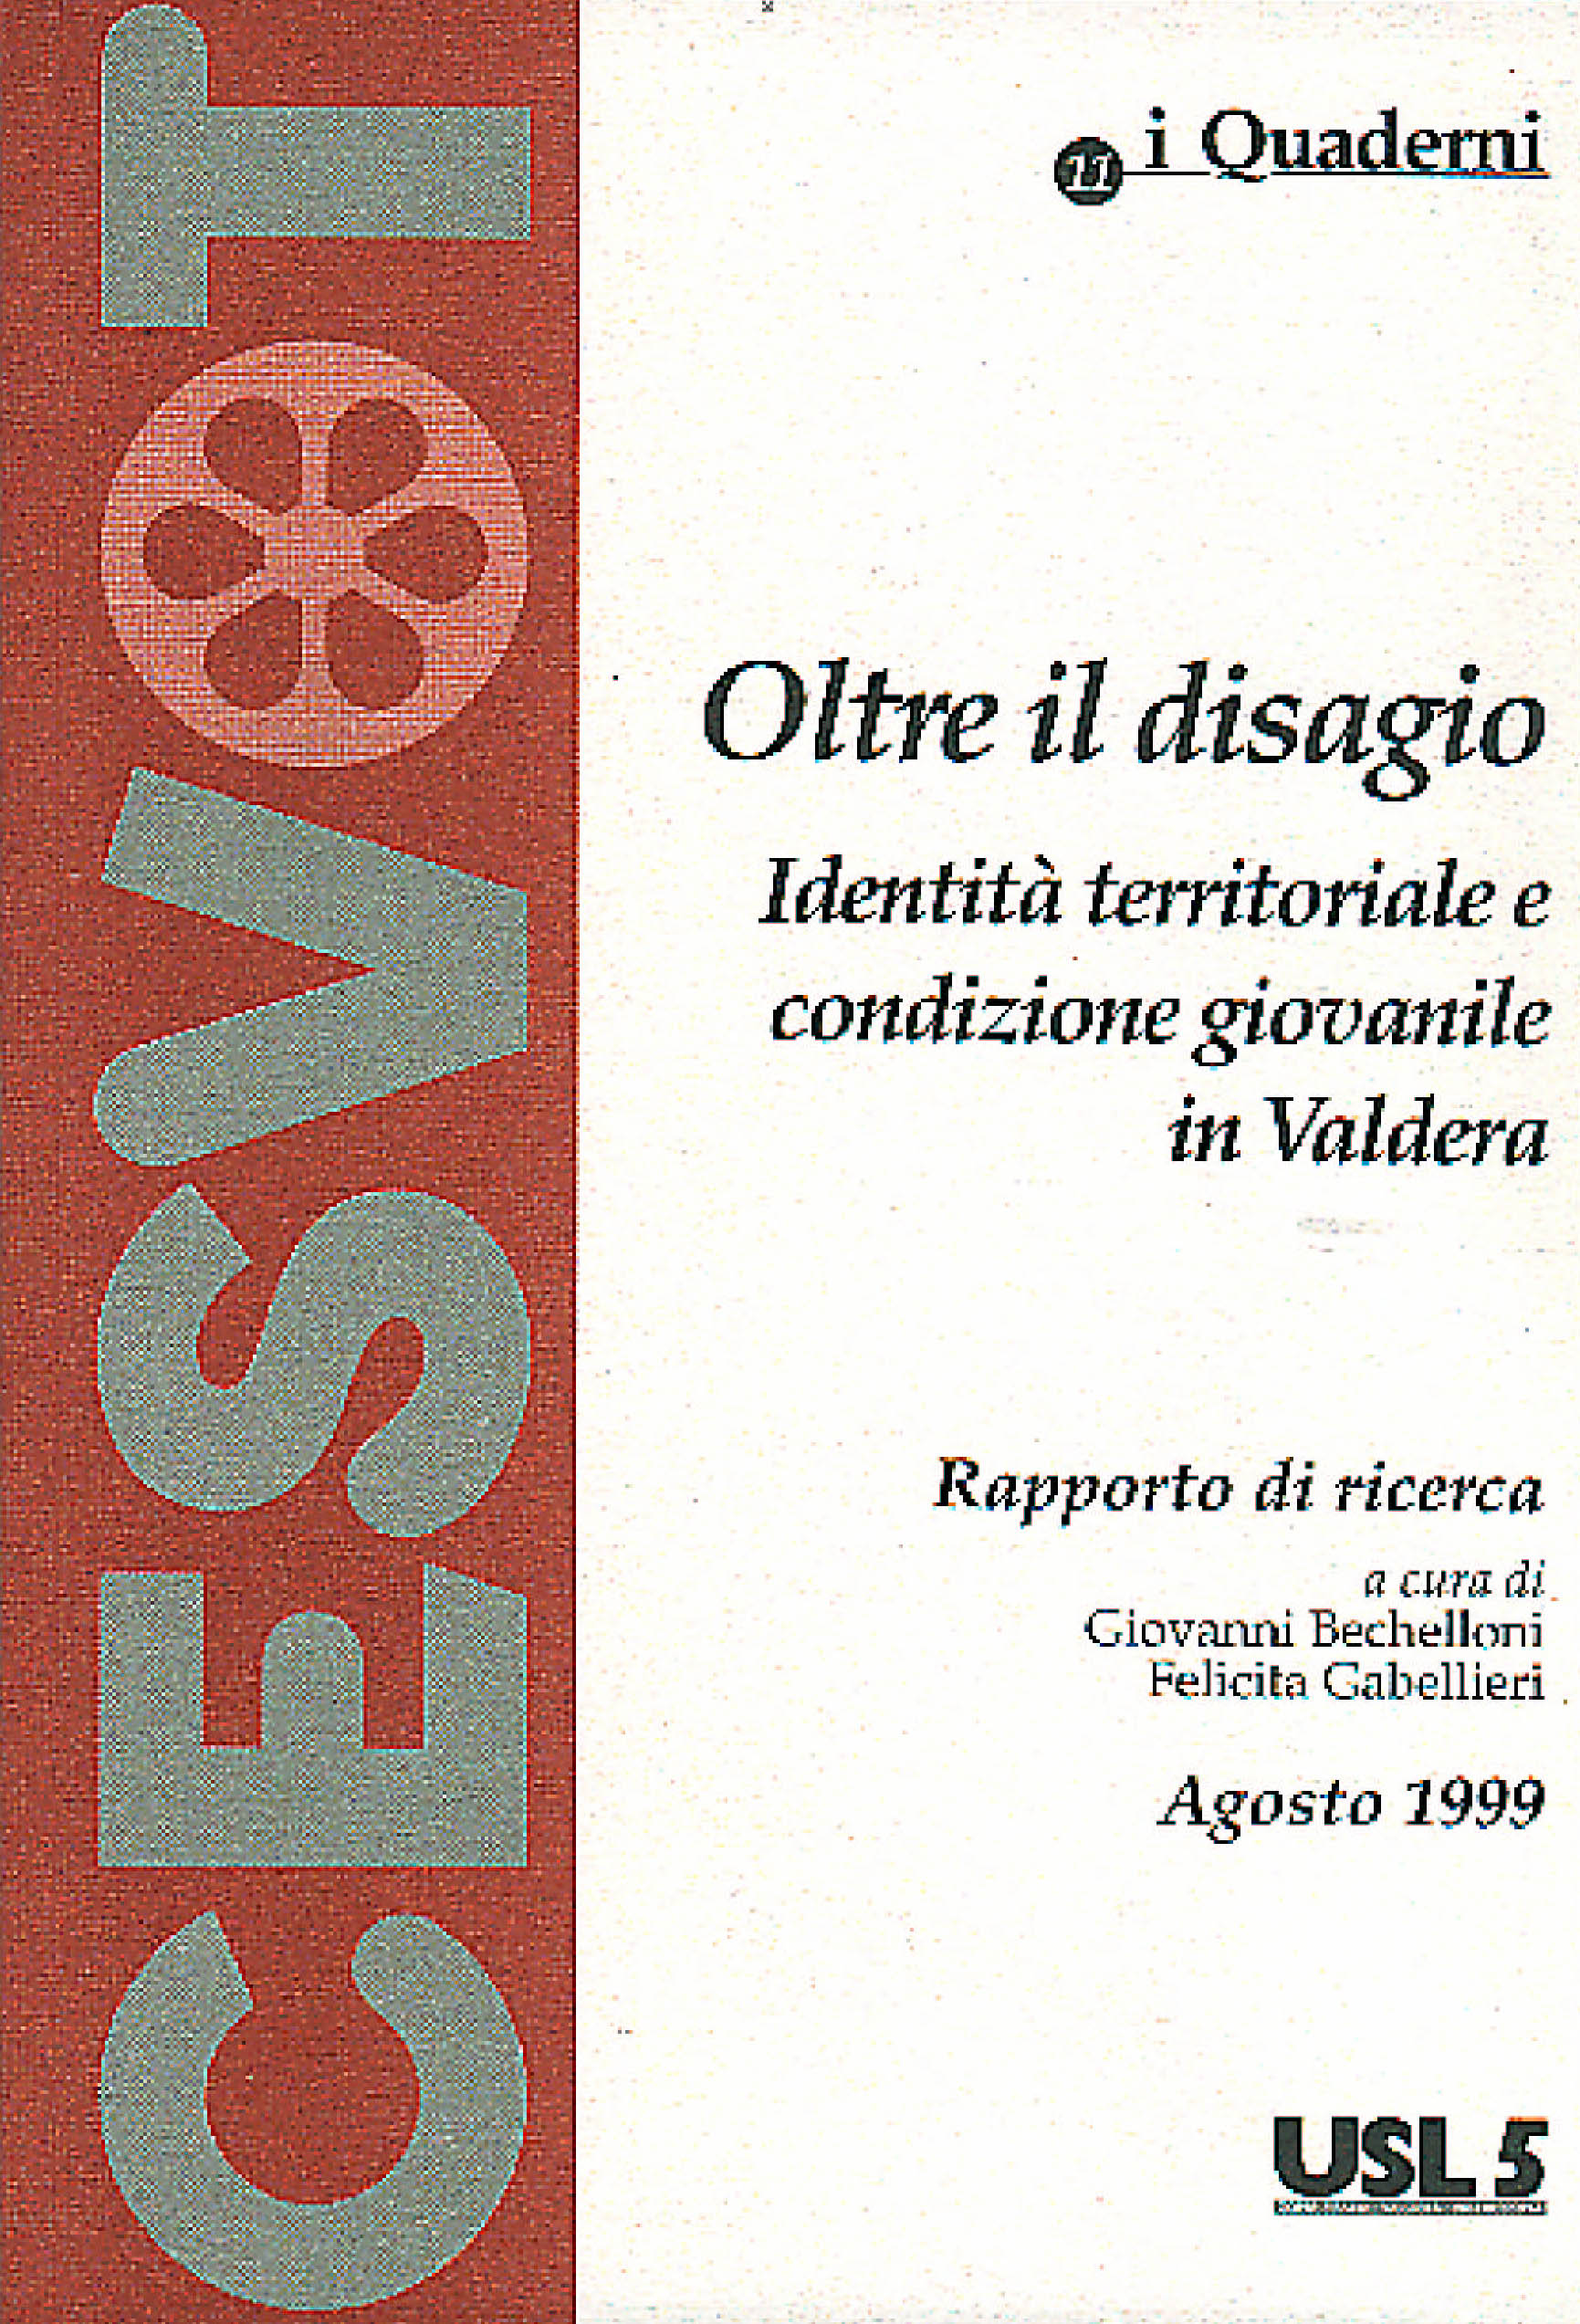 CESVOT
i Quaderni
Oltre il disagio
Identità territoriale e
condizione giovanile
in Valdera
Rapporto di ricerca
a cura di
Giovanni Bechelloni
Felicita Gabellieri
Agosto 1999
USL 5